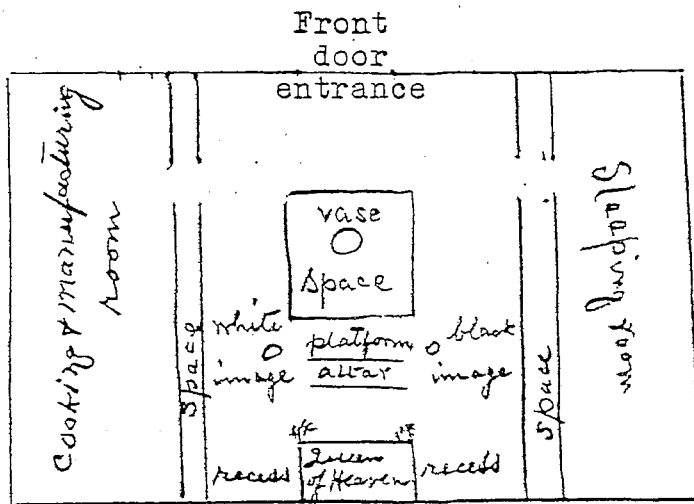 Front
door
entrance
Cooking & manufacturing
room
space
vase
space
white
image
platform
altar
black
image
space
Sleeping room
recess
Queen
of Heaven
recess